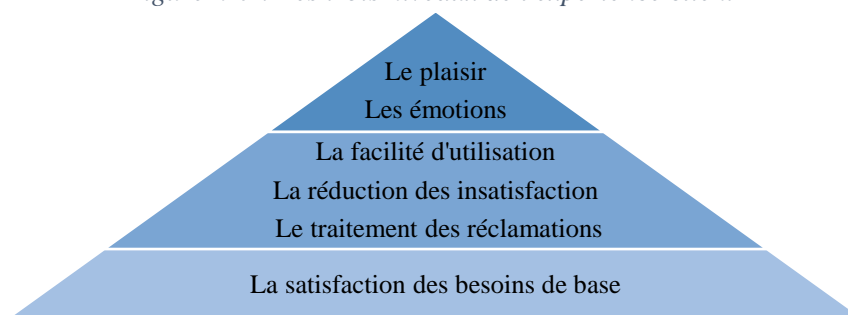 Le plaisir
Les émotions
La facilité d'utilisation
La réduction des insatisfaction
Le traitement des réclamations
La satisfaction des besoins de base